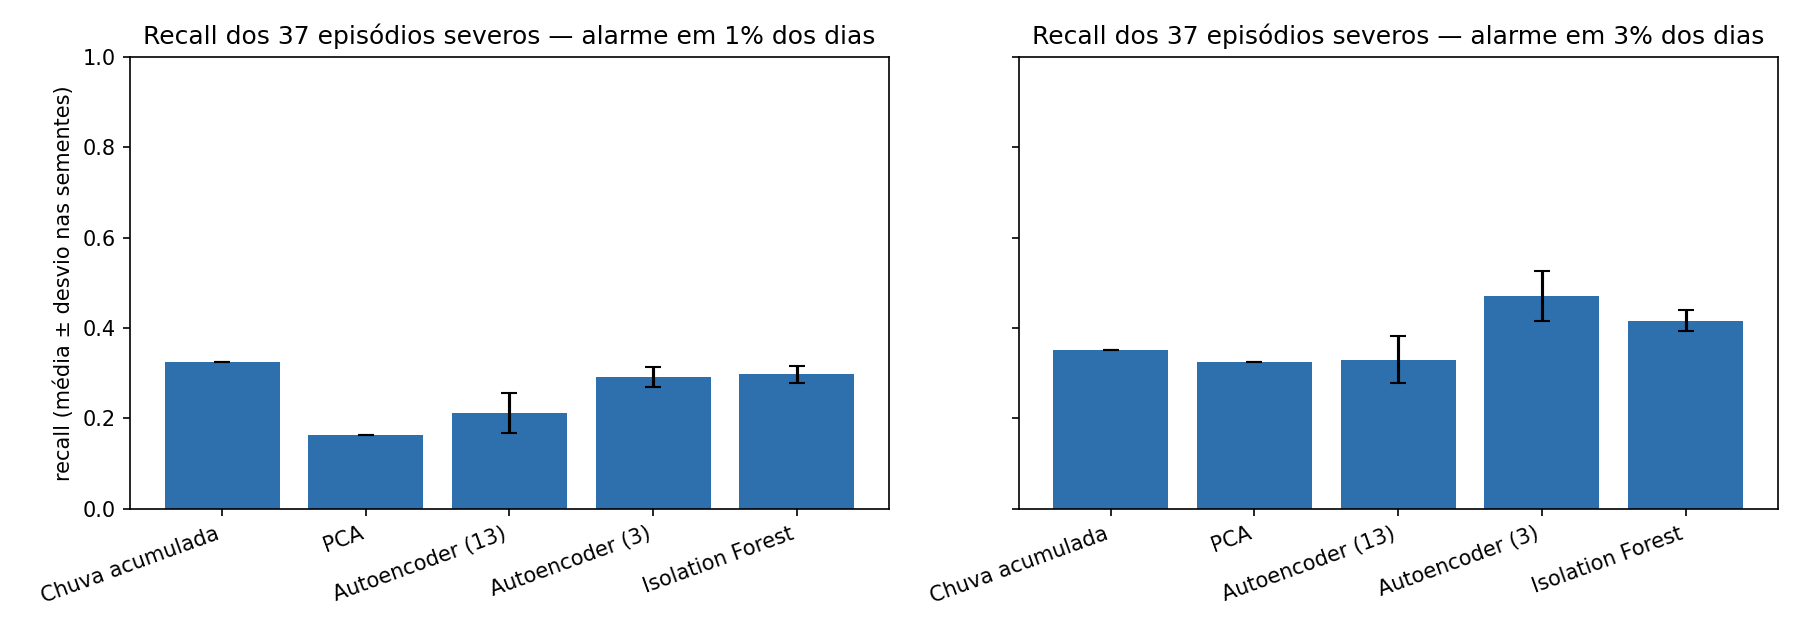 Recall dos 37 episódios severos — alarme em 1% dos dias
recall (média ± desvio nas sementes)
1.0
0.8
0.6
0.4
0.2
0.0
Chuva acumulada
PCA
Autoencoder (13)
Autoencoder (3)
Isolation Forest
Recall dos 37 episódios severos — alarme em 3% dos dias
Chuva acumulada
PCA
Autoencoder (13)
Autoencoder (3)
Isolation Forest